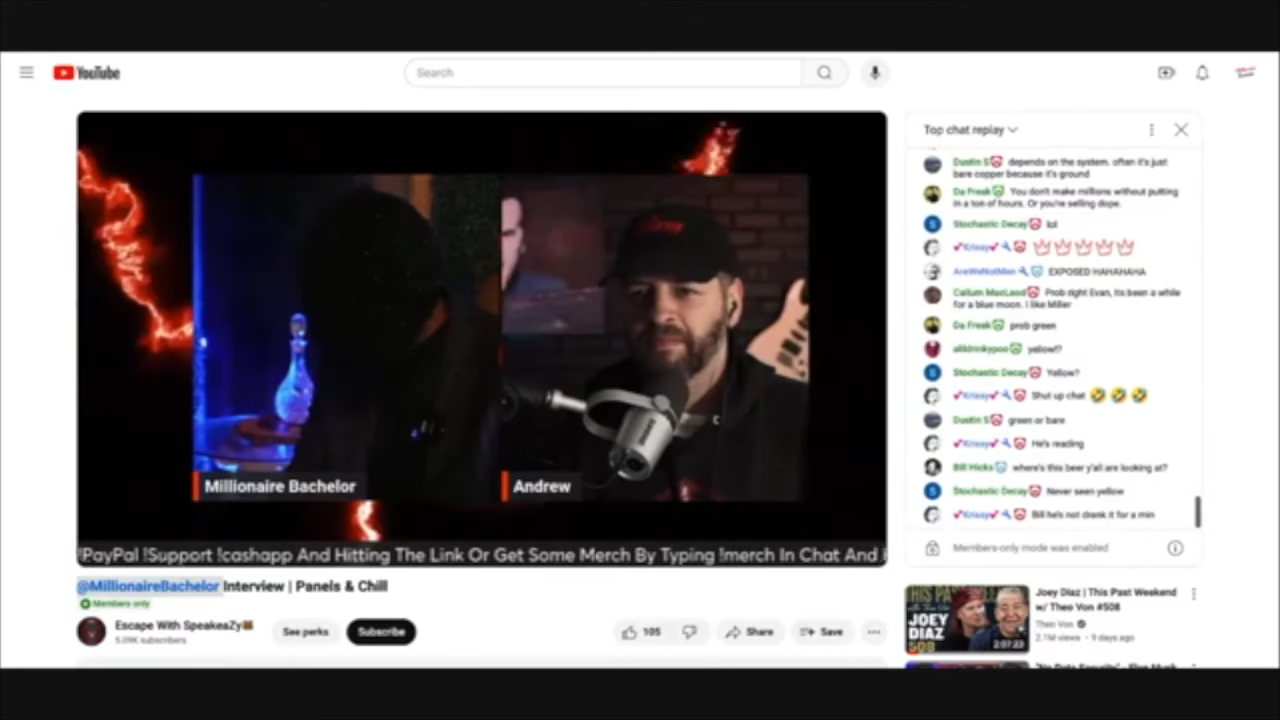 YouTube
Search
Top chat replay
Dustin S depends on the system. often it's just
bare copper because it's ground
Da Freak You don't make millions without putting
in a ton of hours. Or you're selling dope.
Stochastic Decay lol
Krissy
AreWeNotMen EXPOSED HAHAHAHA
Callum MacLeod Prob right Evan, its been a while
for a blue moon. I like Miller
Da Freak prob green
alildrinkypoo yellow!?
Stochastic Decay Yellow?
Krissy Shut up chat 🤣 🤣 🤣
Dustin S green or bare
Krissy He's reading
Bill Hicks where's this beer y'all are looking at?
Stochastic Decay Never seen yellow
Krissy Bill he's not drank it for a min
Members-only mode was enabled
Millionaire Bachelor
Andrew
!PayPal !Support !cashapp And Hitting The Link Or Get Some Merch By Typing !merch In Chat And
@MillionaireBachelor Interview | Panels & Chill
Members only
Escape With SpeakeaZy
5.09K subscribers
See perks
Subscribe
105
Share
Save
THIS PA
JOEY
DIAZ
508
2:07:23
Joey Diaz | This Past Weekend
w/ Theo Von #508
Theo Von
2.1M views • 9 days ago